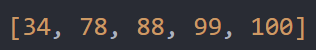 [34, 78, 88, 99, 100]